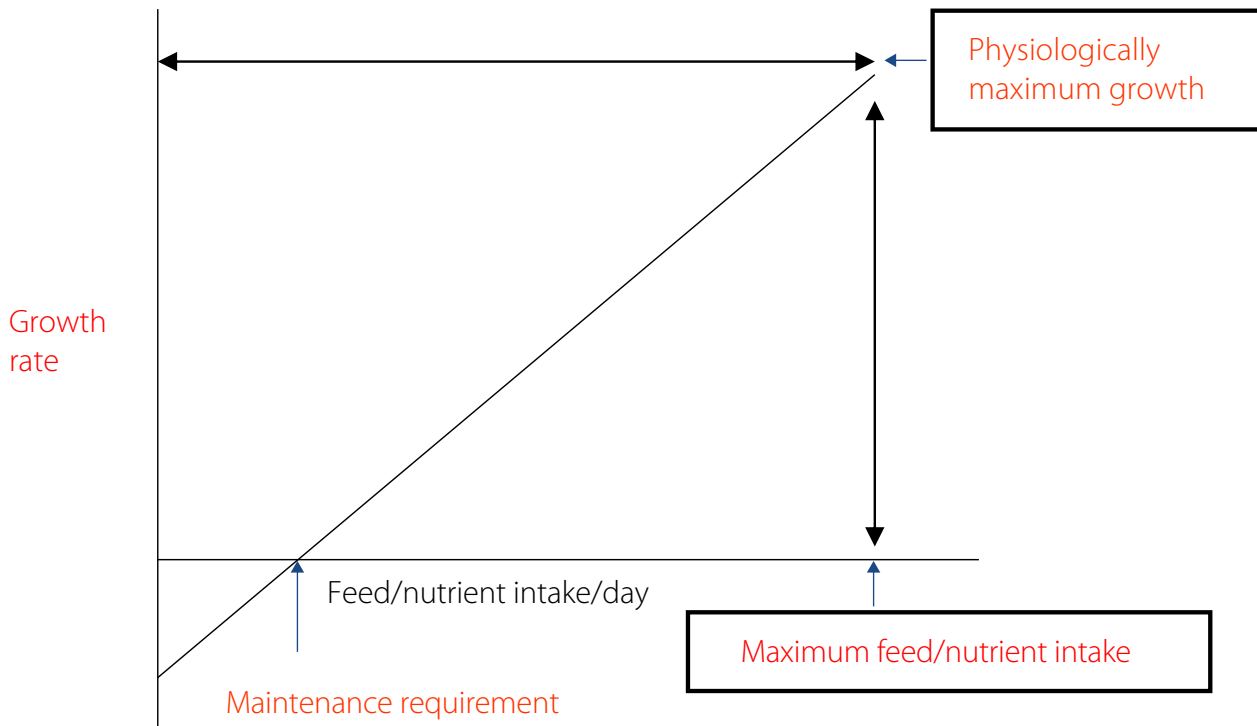 Physiologically
maximum growth
Growth
rate
Feed/nutrient intake/day
Maximum feed/nutrient intake
Maintenance requirement